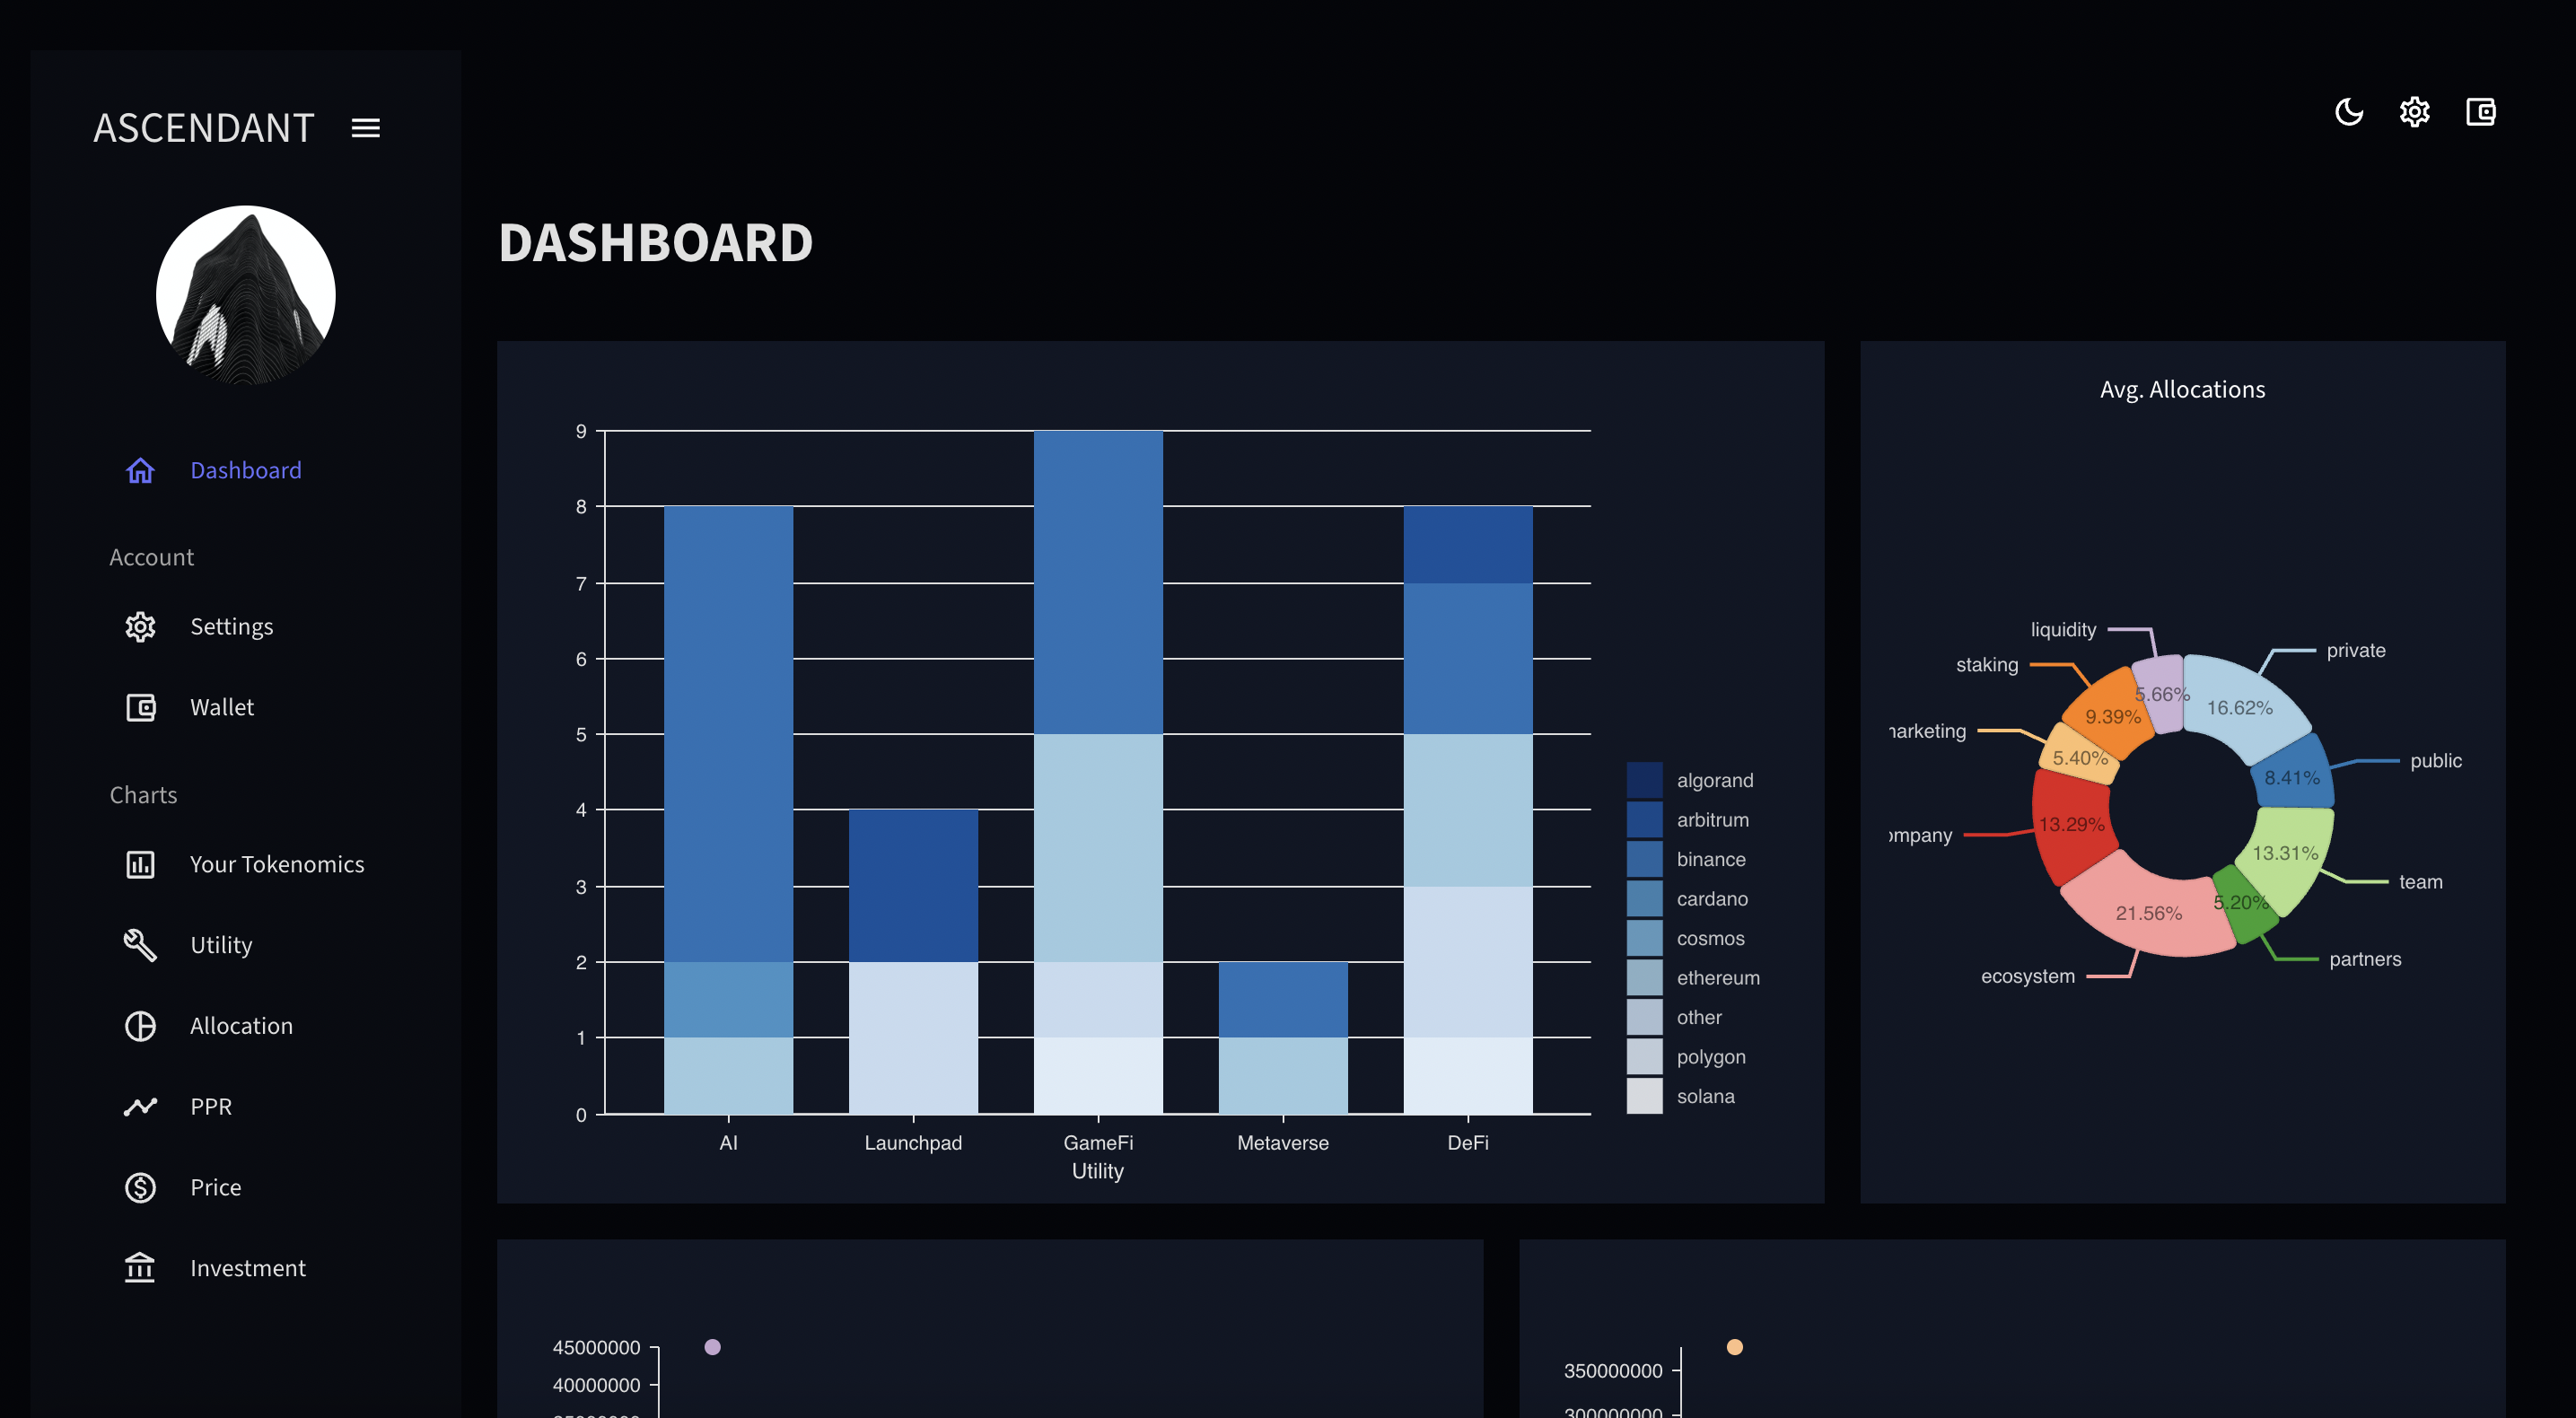 ASCENDANT
Dashboard
Account
Settings
Wallet
Charts
Your Tokenomics
Utility
Allocation
PPR
Price
Investment
DASHBOARD
9
8
7
6
5
4
3
2
1
0
AI
Launchpad
GameFi
Metaverse
DeFi
Utility
algorand
arbitrum
binance
cardano
cosmos
ethereum
other
polygon
solana
Avg. Allocations
liquidity
private
staking
5.66%
16.62%
9.39%
arketing
public
5.40%
8.41%
13.29%
ompany
13.31%
team
5.20%
21.56%
partners
ecosystem
45000000
40000000
350000000
300000000